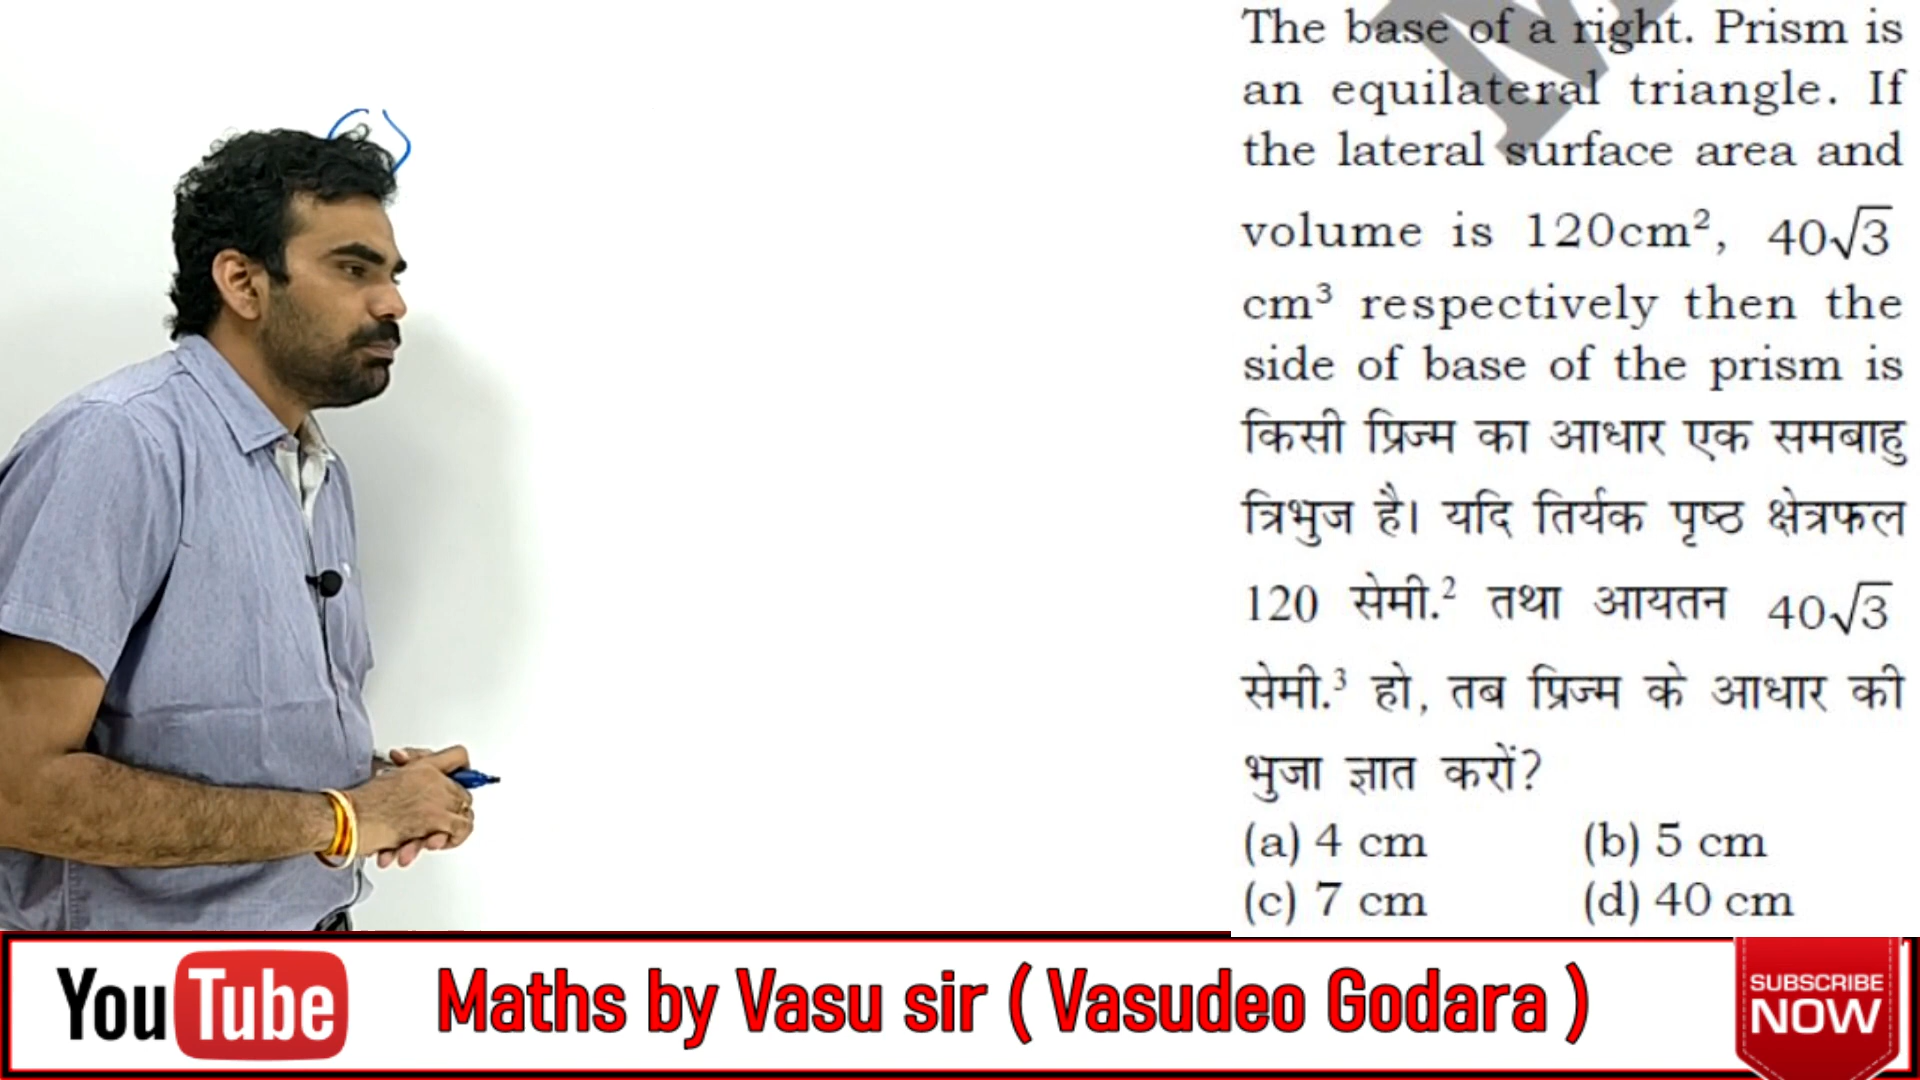 The base of a right. Prism is
an equilateral triangle. If
the lateral surface area and
volume is 120cm², 40√3
cm³ respectively then the
side of base of the prism is
किसी प्रिज्म का आधार एक समबाहु
त्रिभुज है। यदि तिर्यक पृष्ठ क्षेत्रफल
120 सेमी.² तथा आयतन 40√3
सेमी.³ हो, तब प्रिज्म के आधार की
भुजा ज्ञात करों?
(a) 4 cm (b) 5 cm
(c) 7 cm (d) 40 cm
YouTube Maths by Vasu sir ( Vasudeo Godara ) SUBSCRIBE
NOW